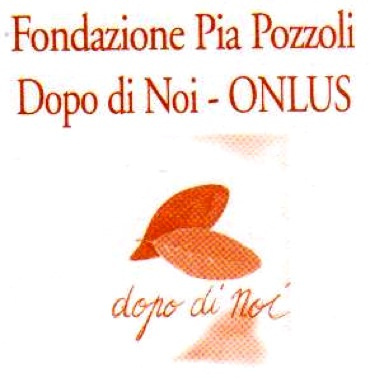 Fondazione Pia Pozzoli
Dopo di Noi - ONLUS
dopo di Noi